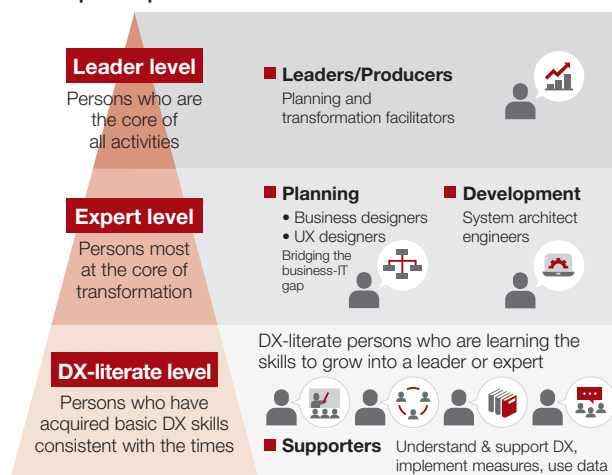 Leader level
Persons who are
the core of
all activities
Leaders/Producers
Planning and
transformation facilitators
Expert level
Persons most
at the core of
transformation
Planning
• Business designers
• UX designers
Bridging the
business-IT
gap
Development
System architect
engineers
DX-literate level
Persons who have
acquired basic DX skills
consistent with the times
DX-literate persons who are learning the
skills to grow into a leader or expert
Supporters
Understand & support DX,
implement measures, use data